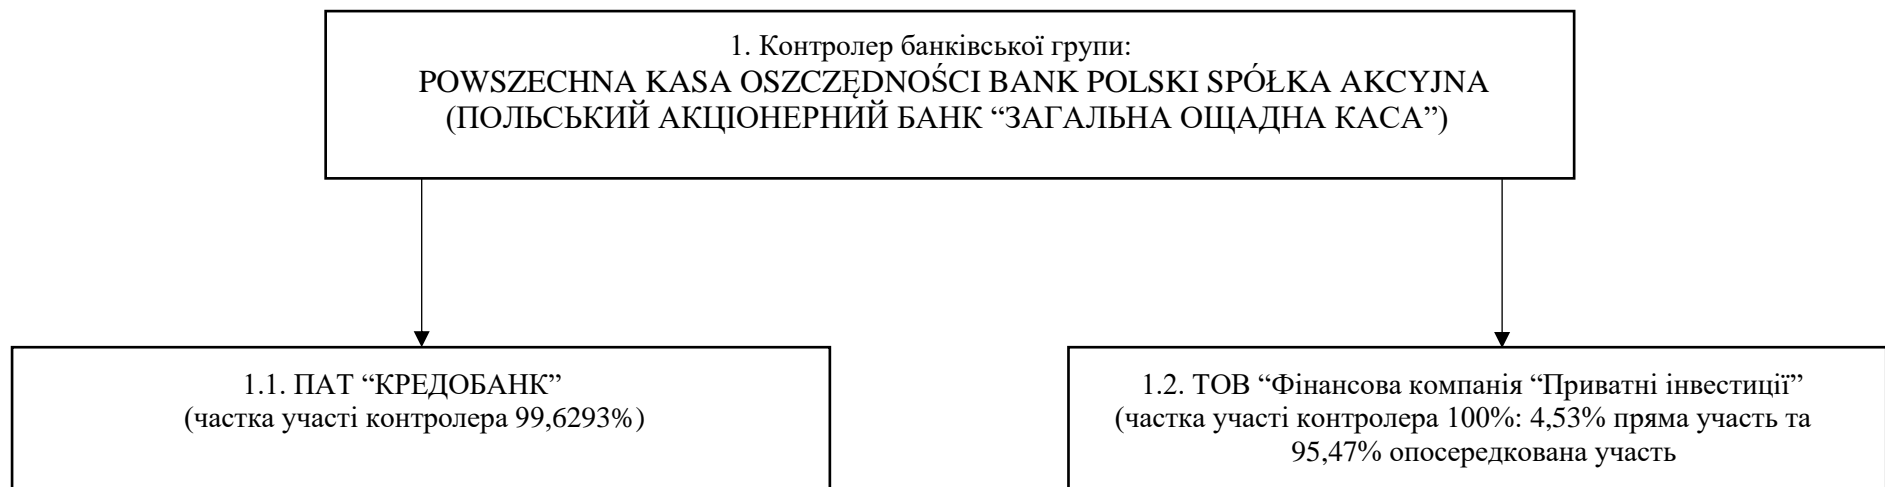 1. Контролер банківської групи:
POWSZECHNA KASA OSZCZĘDNOŚCI BANK POLSKI SPÓŁKA AKCYJNA
(ПОЛЬСЬКИЙ АКЦІОНЕРНИЙ БАНК “ЗАГАЛЬНА ОЩАДНА КАСА”)
1.1. ПАТ “КРЕДОБАНК”
(частка участі контролера 99,6293%)
1.2. ТОВ “Фінансова компанія “Приватні інвестиції”
(частка участі контролера 100%: 4,53% пряма участь та
95,47% опосередкована участь